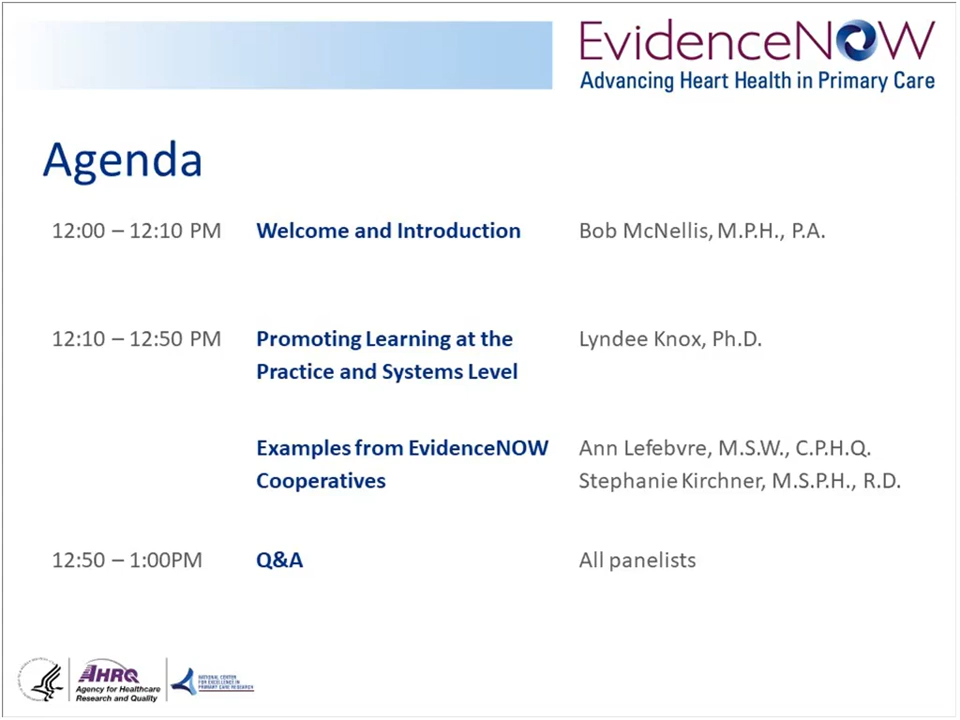 EvidenceNOW
Advancing Heart Health in Primary Care
Agenda
12:00 – 12:10 PM Welcome and Introduction Bob McNellis, M.P.H., P.A.
12:10 – 12:50 PM Promoting Learning at the Lyndee Knox, Ph.D.
Practice and Systems Level
Examples from EvidenceNOW Ann Lefebvre, M.S.W., C.P.H.Q.
Cooperatives Stephanie Kirchner, M.S.P.H., R.D.
12:50 – 1:00PM Q&A All panelists
AHRQ
Agency for Healthcare
Research and Quality
NATIONAL CENTER
FOR EXCELLENCE IN
PRIMARY CARE RESEARCH